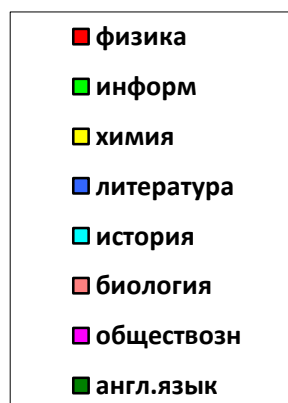 физика
информ
химия
литература
история
биология
обществозн
англ.язык